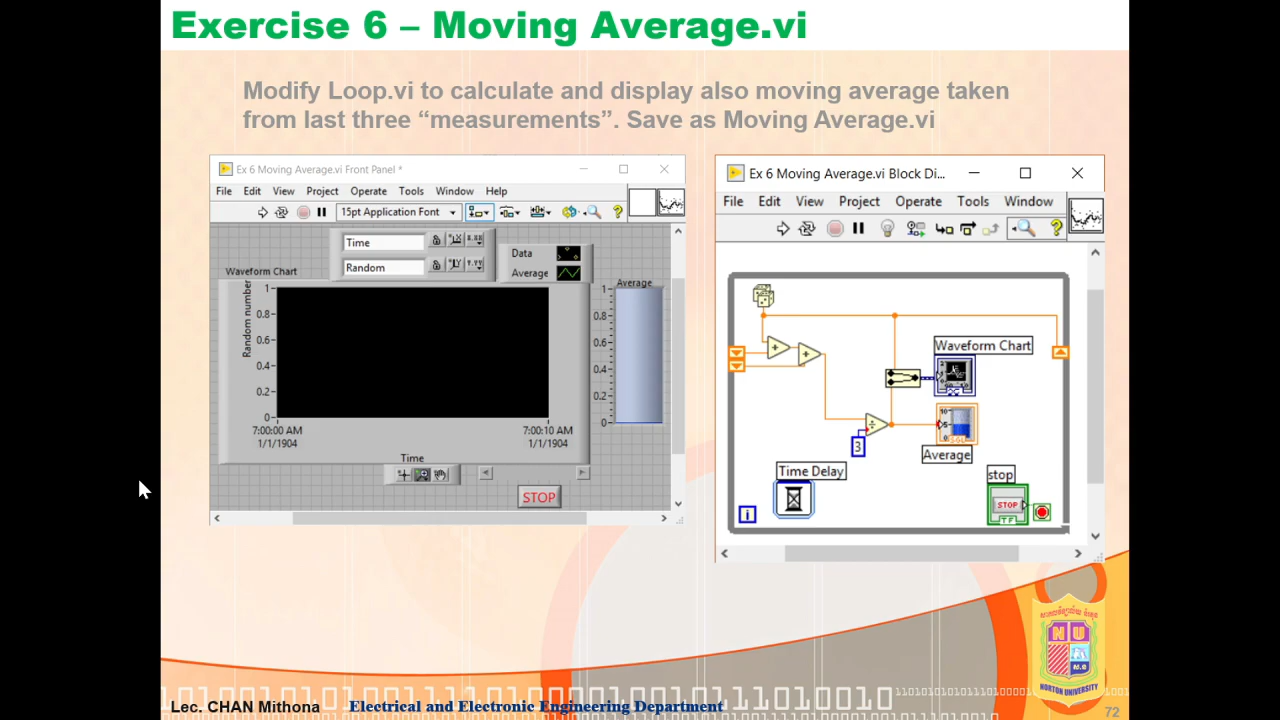 Exercise 6 – Moving Average.vi
Modify Loop.vi to calculate and display also moving average taken
from last three “measurements”. Save as Moving Average.vi
Ex 6 Moving Average.vi Front Panel *
File Edit View Project Operate Tools Window Help
15pt Application Font
Time
Random
Data
Average
Waveform Chart
Random number
1
0.8
0.6
0.4
0.2
0
7:00:00 AM
1/1/1904
7:00:10 AM
1/1/1904
Time
Average
1
0.8
0.6
0.4
0.2
0
STOP
Ex 6 Moving Average.vi Block Di...
File Edit View Project Operate Tools Window
Waveform Chart
3
Average
Time Delay
stop
STOP
TF
i
NU
NORTON UNIVERSITY
Lec. CHAN Mithona
Electrical and Electronic Engineering Department
72